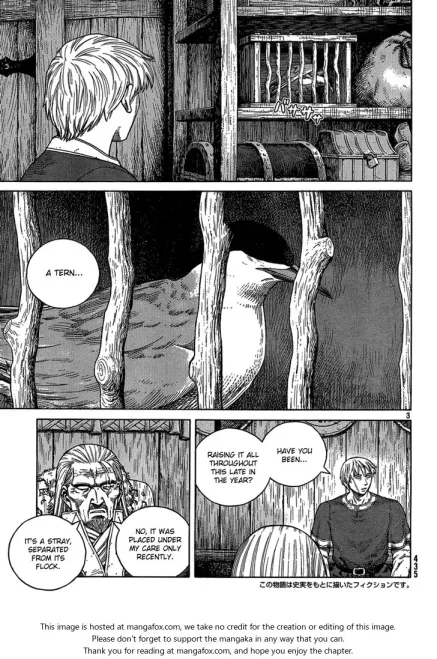 バサササ
A TERN...
3
HAVE YOU
BEEN...
RAISING IT ALL
THROUGHOUT
THIS LATE IN
THE YEAR?
NO, IT WAS
PLACED UNDER
MY CARE ONLY
RECENTLY.
IT'S A STRAY,
SEPARATED
FROM ITS
FLOCK.
435
この物語は史実をもとに描いたフィクションです。
This image is hosted at mangafox.com, we take no credit for the creation or editing of this image.
Please don't forget to support the mangaka in any way that you can.
Thank you for reading at mangafox.com, and hope you enjoy the chapter.